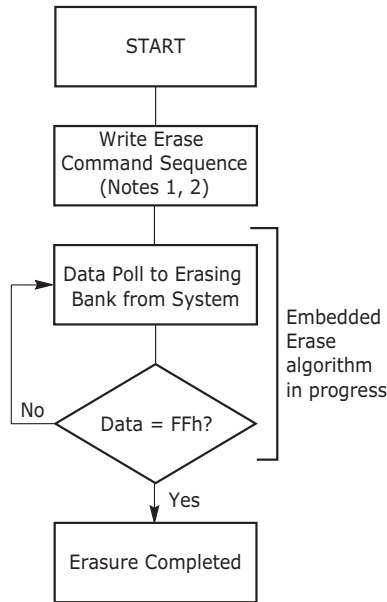 START
Write Erase
Command Sequence
(Notes 1, 2)
Data Poll to Erasing
Bank from System
Embedded
Erase
algorithm
in progress
No
Data = FFh?
Yes
Erasure Completed